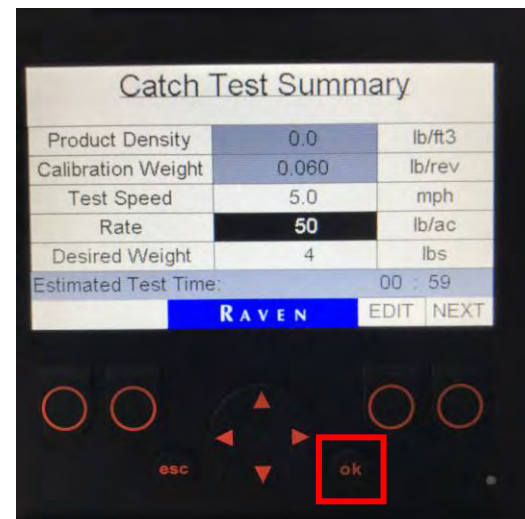 Catch Test Summary
Product Density 0.0 lb/ft3
Calibration Weight 0.060 lb/rev
Test Speed 5.0 mph
Rate 50 lb/ac
Desired Weight 4 lbs
Estimated Test Time: 00 : 59
RAVEN EDIT NEXT
esc ok